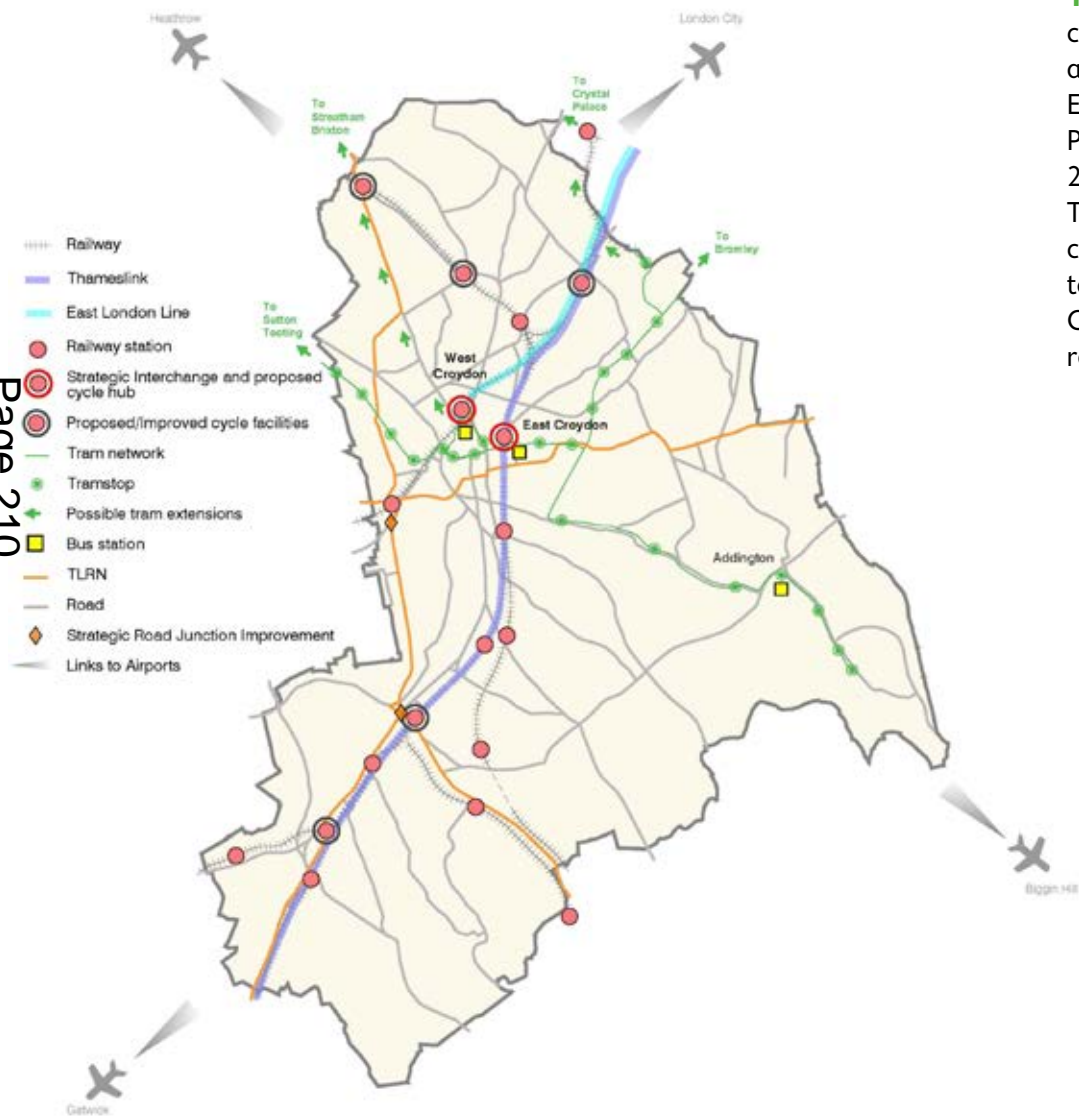 Heathrow
London City
To
Crystal
Palace
To
Streatham
Brixton
To
Bromley
To
Sutton
Tooting
Railway
Thameslink
East London Line
Railway station
Strategic Interchange and proposed
cycle hub
Proposed/Improved cycle facilities
Tram network
Tramstop
Possible tram extensions
Bus station
TLRN
Road
Strategic Road Junction Improvement
Links to Airports
West
Croydon
East Croydon
Addington
Biggin Hill
Gatwick
Page 210